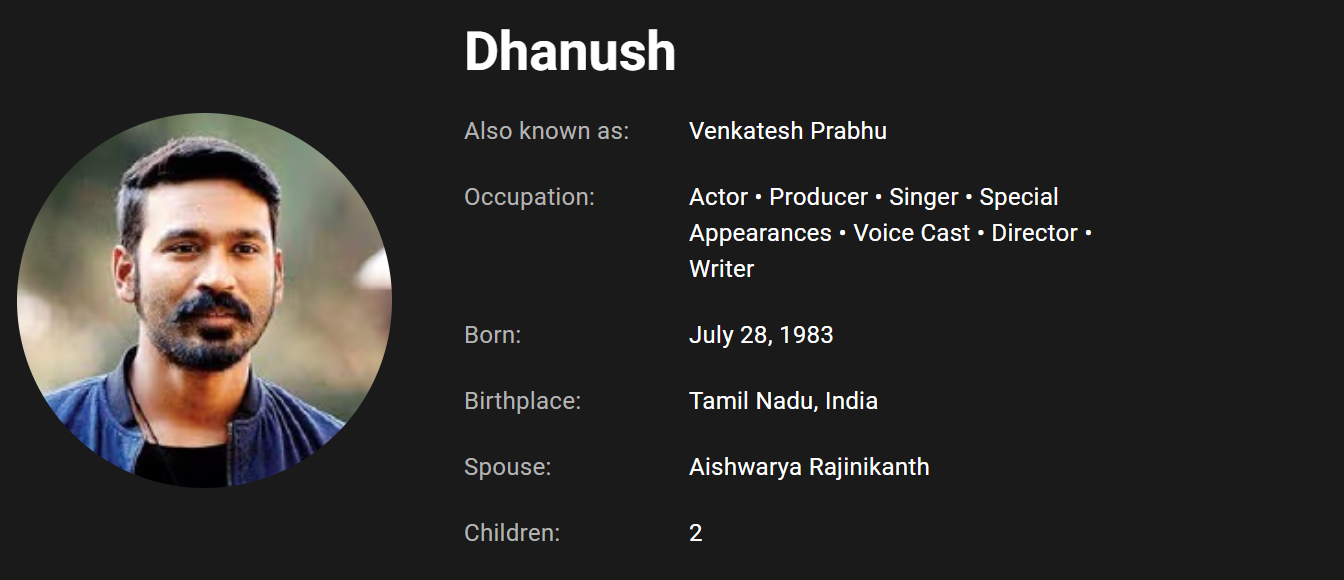 Dhanush
Also known as: Venkatesh Prabhu
Occupation: Actor • Producer • Singer • Special
Appearances • Voice Cast • Director •
Writer
Born: July 28, 1983
Birthplace: Tamil Nadu, India
Spouse: Aishwarya Rajinikanth
Children: 2